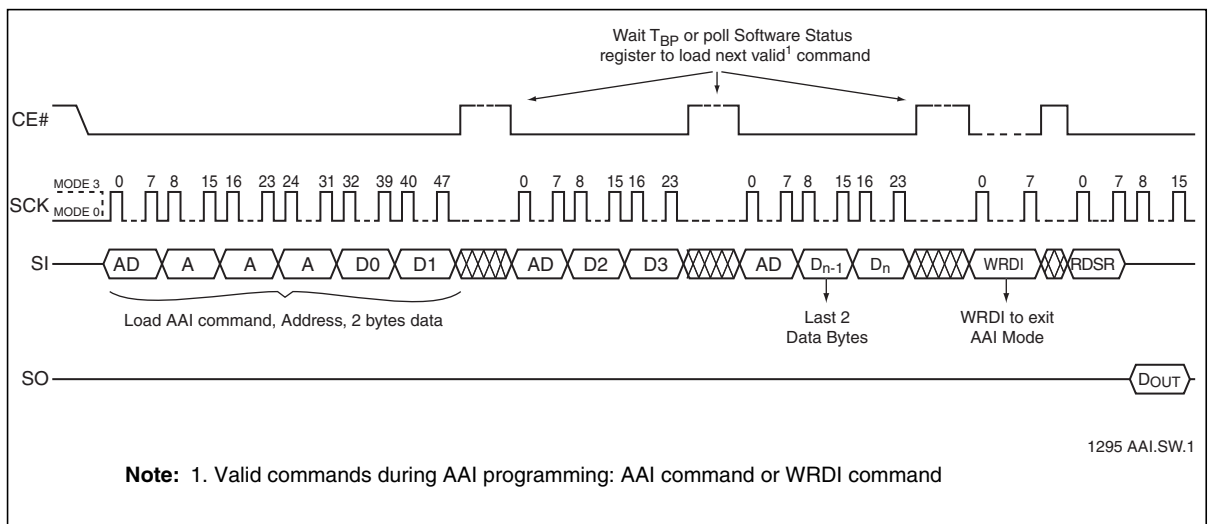 Wait TBP or poll Software Status
register to load next valid1 command
CE#
MODE 3
0 7 8 15 16 23 24 31 32 39 40 47 0 7 8 15 16 23 0 7 8 15 16 23 0 7 0 7 8 15
SCK
MODE 0
SI AD A A A D0 D1 AD D2 D3 AD Dn-1 Dn WRDI RDSR
Load AAI command, Address, 2 bytes data
Last 2
Data Bytes
WRDI to exit
AAI Mode
SO DOUT
1295 AAI.SW.1
Note: 1. Valid commands during AAI programming: AAI command or WRDI command